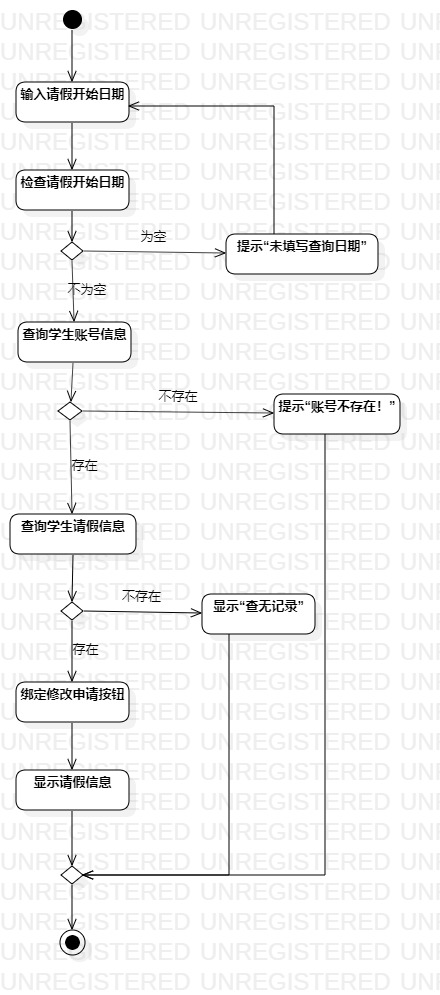 输入请假开始日期
检查请假开始日期
为空
提示“未填写查询日期”
不为空
查询学生账号信息
不存在
提示“账号不存在！”
存在
查询学生请假信息
不存在
显示“查无记录”
存在
绑定修改申请按钮
显示请假信息
UNREGISTERED